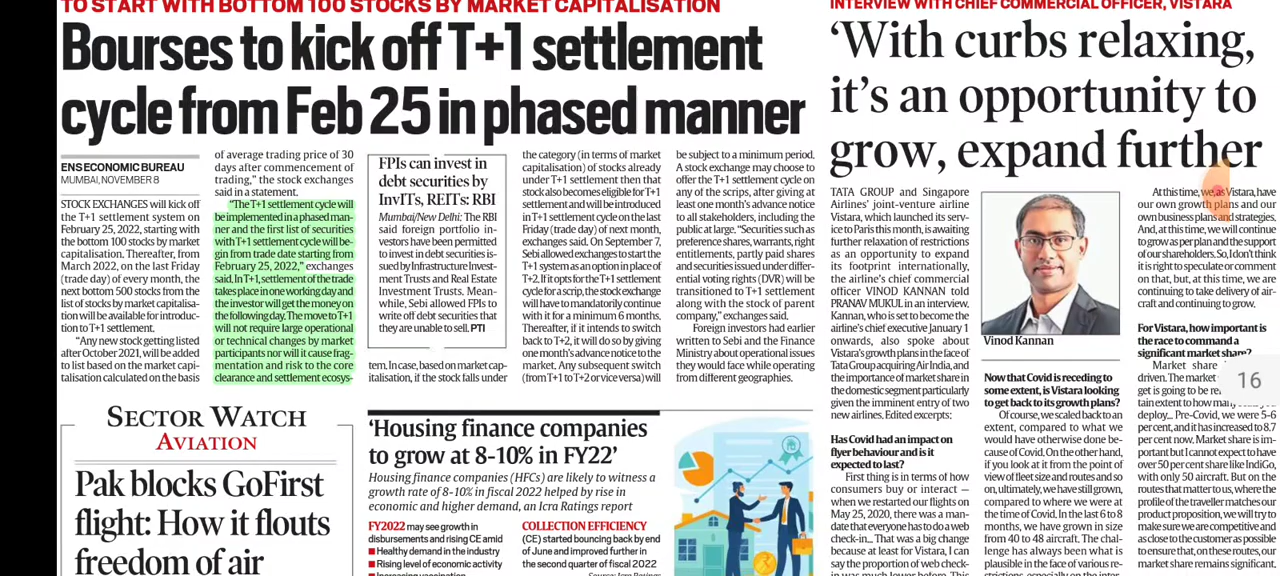 TO START WITH BOTTOM 100 STOCKS BY MARKET CAPITALISATION
Bourses to kick off T+1 settlement
cycle from Feb 25 in phased manner
ENS ECONOMIC BUREAU
MUMBAI, NOVEMBER 8
STOCK EXCHANGES will kick off
the T+1 settlement system on
February 25, 2022, starting with
the bottom 100 stocks by market
capitalisation. Thereafter, from
March 2022, on the last Friday
(trade day) of every month, the
next bottom 500 stocks from the
list of stocks by market capitalisa-
tion will be available for introduc-
tion to T+1 settlement.
"Any new stock getting listed
after October 2021, will be added
to list based on the market capi-
talisation calculated on the basis
of average trading price of 30
days after commencement of
trading," the stock exchanges
said in a statement.
"The T+1 settlement cycle will
be implemented in a phased man-
ner and the first list of securities
with T+1 settlement cycle will be-
gin from trade date starting from
February 25, 2022," exchanges
said. In T+1, settlement of the trade
takes place in one working day and
the investor will get the money on
the following day. The move to T+1
will not require large operational
or technical changes by market
participants nor will it cause frag-
mentation and risk to the core
clearance and settlement ecosys-
FPIs can invest in
debt securities by
InvITs, REITs: RBI
Mumbai/New Delhi: The RBI
said foreign portfolio in-
vestors have been permitted
to invest in debt securities is-
sued by Infrastructure Invest-
ment Trusts and Real Estate
Investment Trusts. Mean-
while, Sebi allowed FPIs to
write off debt securities that
they are unable to sell. PTI
tem. In case, based on market cap-
italisation, if the stock falls under
the category (in terms of market
capitalisation) of stocks already
under T+1 settlement then that
stock also becomes eligible for T+1
settlement and will be introduced
in T+1 settlement cycle on the last
Friday (trade day) of next month,
exchanges said. On September 7,
Sebi allowed exchanges to start the
T+1 system as an option in place of
T+2. If it opts for the T+1 settlement
cycle for a scrip, the stock exchange
will have to mandatorily continue
with it for a minimum 6 months.
Thereafter, if it intends to switch
back to T+2, it will do so by giving
one month's advance notice to the
market. Any subsequent switch
(from T+1 to T+2 or vice versa) will
be subject to a minimum period.
A stock exchange may choose to
offer the T+1 settlement cycle on
any of the scrips, after giving at
least one month's advance notice
to all stakeholders, including the
public at large. "Securities such as
preference shares, warrants, right
entitlements, partly paid shares
and securities issued under differ-
ential voting rights (DVR) will be
transitioned to T+1 settlement
along with the stock of parent
company," exchanges said.
Foreign investors had earlier
written to Sebi and the Finance
Ministry about operational issues
they would face while operating
from different geographies.
SECTOR WATCH
AVIATION
Pak blocks GoFirst
flight: How it flouts
freedom of air
'Housing finance companies
to grow at 8-10% in FY22'
Housing finance companies (HFCs) are likely to witness a
growth rate of 8-10% in fiscal 2022 helped by rise in
economic and higher demand, an Icra Ratings report
FY2022 may see growth in
disbursements and rising CE amid
Healthy demand in the industry
Rising level of economic activity
Increasing vaccination
COLLECTION EFFICIENCY
(CE) started bouncing back by end
of June and improved further in
the second quarter of fiscal 2022
Source: Icra Ratings
INTERVIEW WITH CHIEF COMMERCIAL OFFICER, VISTARA
'With curbs relaxing,
it's an opportunity to
grow, expand further
TATA GROUP and Singapore
Airlines' joint-venture airline
Vistara, which launched its serv-
ice to Paris this month, is awaiting
further relaxation of restrictions
as an opportunity to expand
its footprint internationally,
the airline's chief commercial
officer VINOD KANNAN told
PRANAV MUKUL in an interview.
Kannan, who is set to become the
airline's chief executive January 1
onwards, also spoke about
Vistara's growth plans in the face of
Tata Group acquiring Air India, and
the importance of market share in
the domestic segment particularly
given the imminent entry of two
new airlines. Edited excerpts:
Has Covid had an impact on
flyer behaviour and is it
expected to last?
First thing is in terms of how
consumers buy or interact —
when we restarted our flights on
May 25, 2020, there was a man-
date that everyone has to do a web
check-in... That was a big change
because at least for Vistara, I can
say the proportion of web check-
in was much lower before. This
Vinod Kannan
Now that Covid is receding to
some extent, is Vistara looking
to get back to its growth plans?
Of course, we scaled back to an
extent, compared to what we
would have otherwise done be-
cause of Covid. On the other hand,
if you look at it from the point of
view of fleet size and routes and so
on, ultimately, we have still grown,
compared to where we were at
the time of Covid. In the last 6 to 8
months, we have grown in size
from 40 to 48 aircraft. The chal-
lenge has always been what is
plausible in the face of various re-
strictions, especially on the inter-
At this time, we, as Vistara, have
our own growth plans and our
own business plans and strategies.
And, at this time, we will continue
to grow as per plan and the support
of our shareholders. So, I don't think
it is right to speculate or comment
on that, but, at this time, we are
continuing to take delivery of air-
craft and continuing to grow.
For Vistara, how important is
the race to command a
significant market share?
Market share
driven. The market
get is going to be
tain extent to how many
deploy... Pre-Covid, we were 5-6
per cent, and it has increased to 8.7
per cent now. Market share is im-
portant but I cannot expect to have
over 50 per cent share like IndiGo,
with only 50 aircraft. But on the
routes that matter to us, where the
profile of the traveller matches our
product proposition, we will try to
make sure we are competitive and
as close to the customer as possible
to ensure that, on these routes, our
market share remains significant.
16